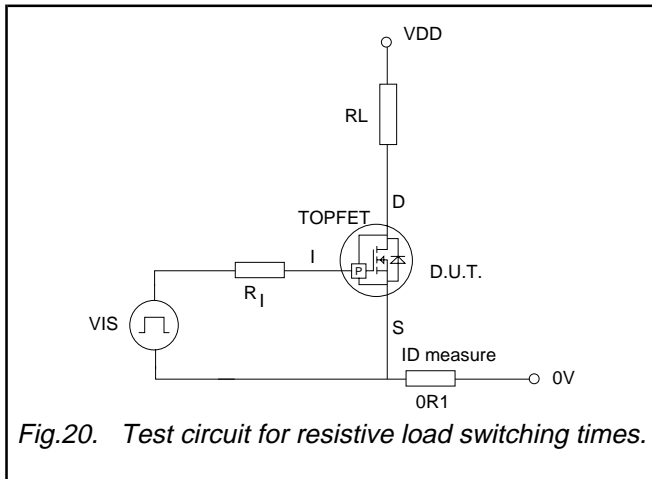 VDD
RL
D
TOPFET
I
P
D.U.T.
R I
VIS
S
ID measure
0V
0R1
Fig.20. Test circuit for resistive load switching times.